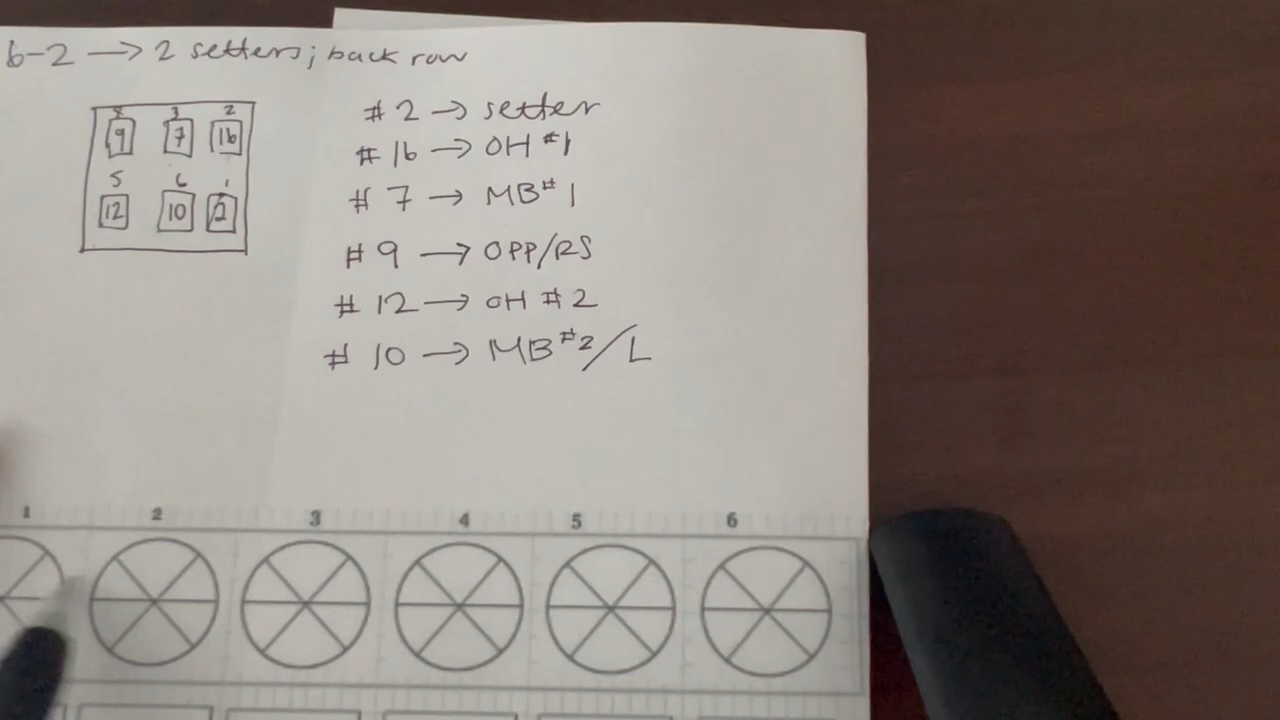 6-2 → 2 setters; back row
4 3 2
9 7 16
5 6 1
12 10 2
# 2 → setter
# 16 → OH #1
# 7 → MB #1
# 9 → OPP/RS
# 12 → OH #2
# 10 → MB #2/L
1 2 3 4 5 6